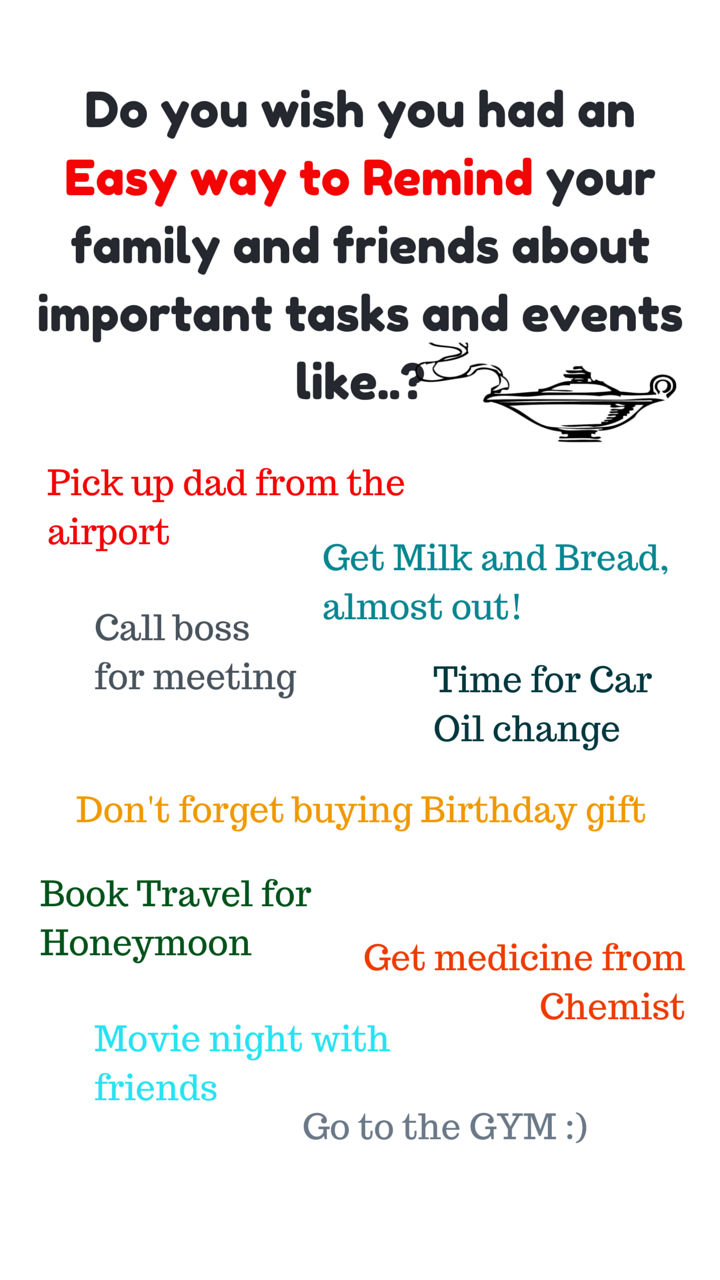 Do you wish you had an
Easy way to Remind your
family and friends about
important tasks and events
like..?
Pick up dad from the
airport
Get Milk and Bread,
almost out!
Call boss
for meeting
Time for Car
Oil change
Don't forget buying Birthday gift
Book Travel for
Honeymoon
Get medicine from
Chemist
Movie night with
friends
Go to the GYM :)